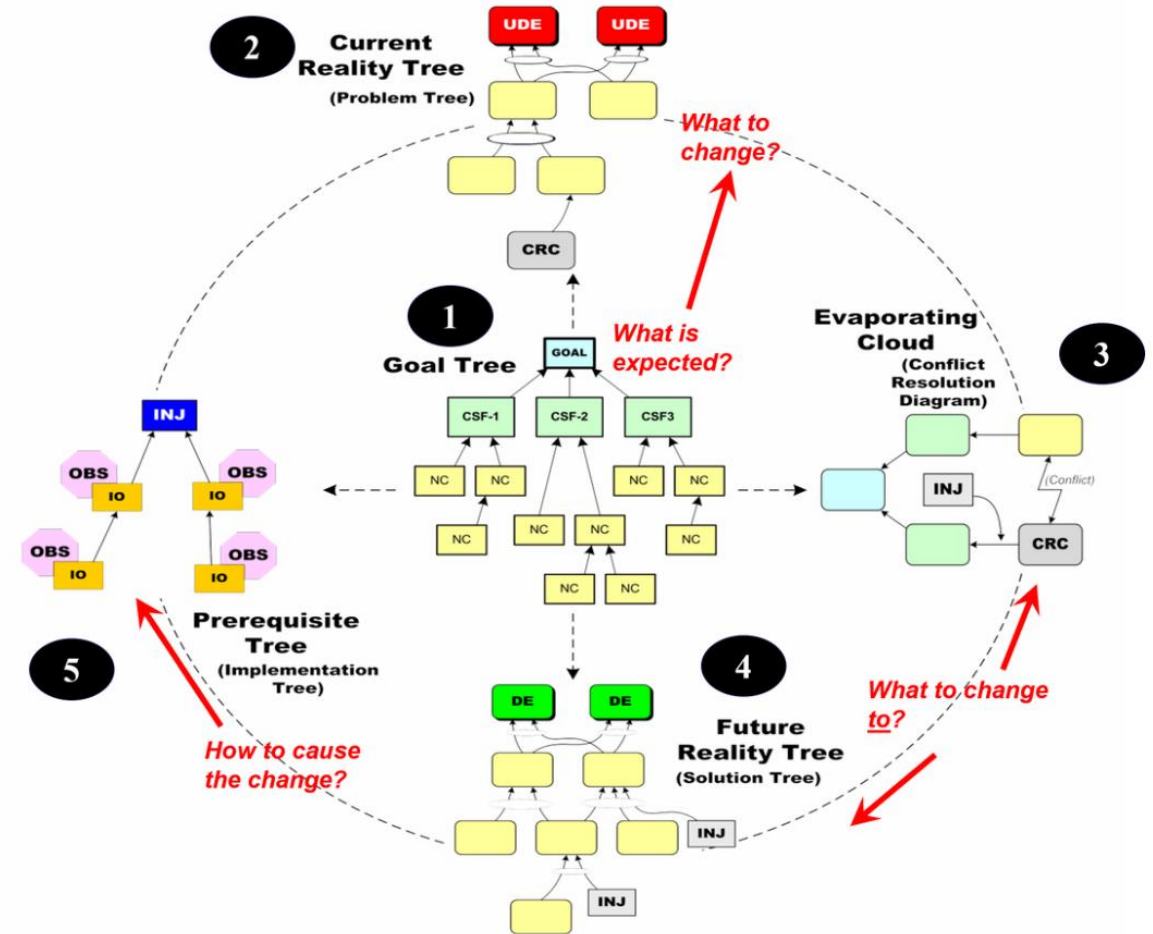 2
Current
Reality Tree
(Problem Tree)
UDE
UDE
What to
change?
CRC
1
Goal Tree
GOAL
What is
expected?
CSF-1
CSF-2
CSF3
NC
NC
NC
NC
NC
NC
NC
NC
NC
NC
Evaporating
Cloud
(Conflict
Resolution
Diagram)
3
INJ
(Conflict)
CRC
INJ
OBS
IO
OBS
IO
OBS
IO
OBS
IO
Prerequisite
Tree
(Implementation
Tree)
5
How to cause
the change?
4
DE
DE
Future
Reality Tree
(Solution Tree)
What to change
to?
INJ
INJ